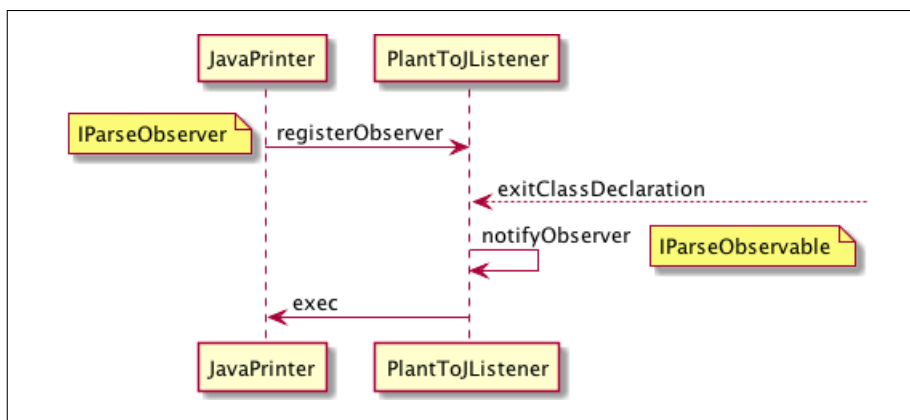 JavaPrinter PlantToJListener
IParseObserver registerObserver
exitClassDeclaration
notifyObserver IParseObservable
exec
JavaPrinter PlantToJListener